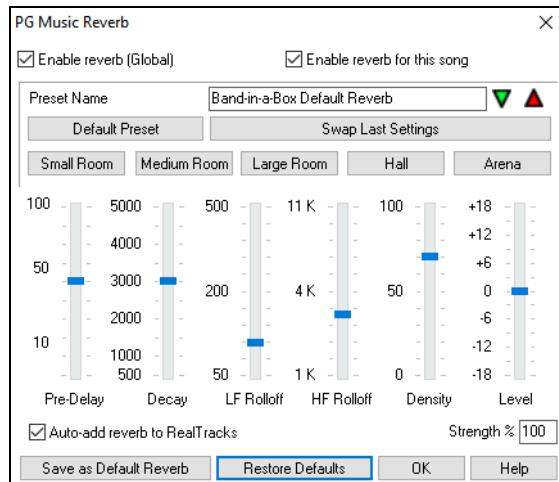 PG Music Reverb
Enable reverb (Global) Enable reverb for this song
Preset Name Band-in-a-Box Default Reverb
Default Preset Swap Last Settings
Small Room Medium Room Large Room Hall Arena
100 5000 500 11 K 100 +18
4000 +12
50 +6
3000 200 4 K 50 0
2000 -6
10 -12
1000
500 50 1 K 0 -18
Pre-Delay Decay LF Rolloff HF Rolloff Density Level
Auto-add reverb to RealTracks Strength % 100
Save as Default Reverb Restore Defaults OK Help